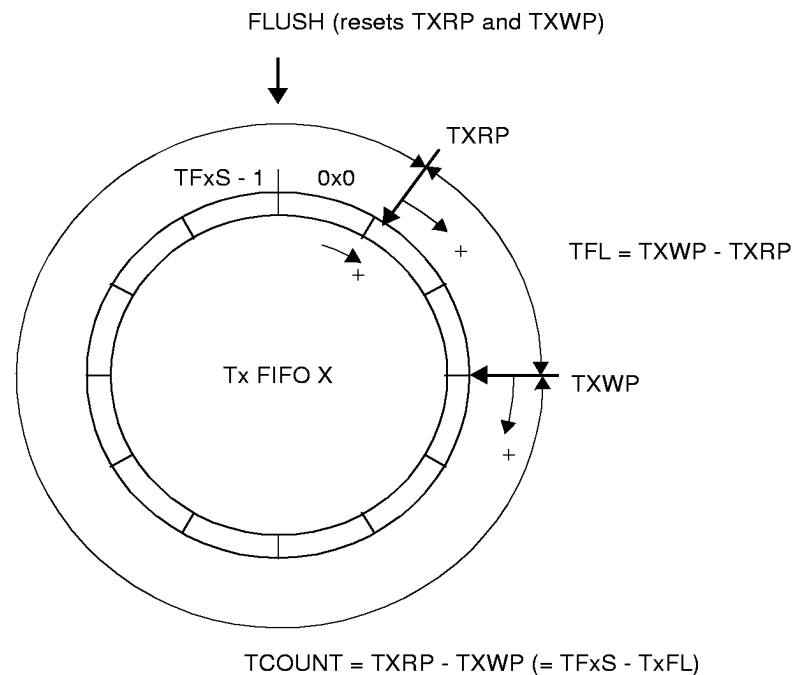 FLUSH (resets TXRP and TXWP)
TXRP
TFxS - 1
0x0
+
+
TFL = TXWP - TXRP
Tx FIFO X
TXWP
+
TCOUNT = TXRP - TXWP (= TFxS - TxFL)